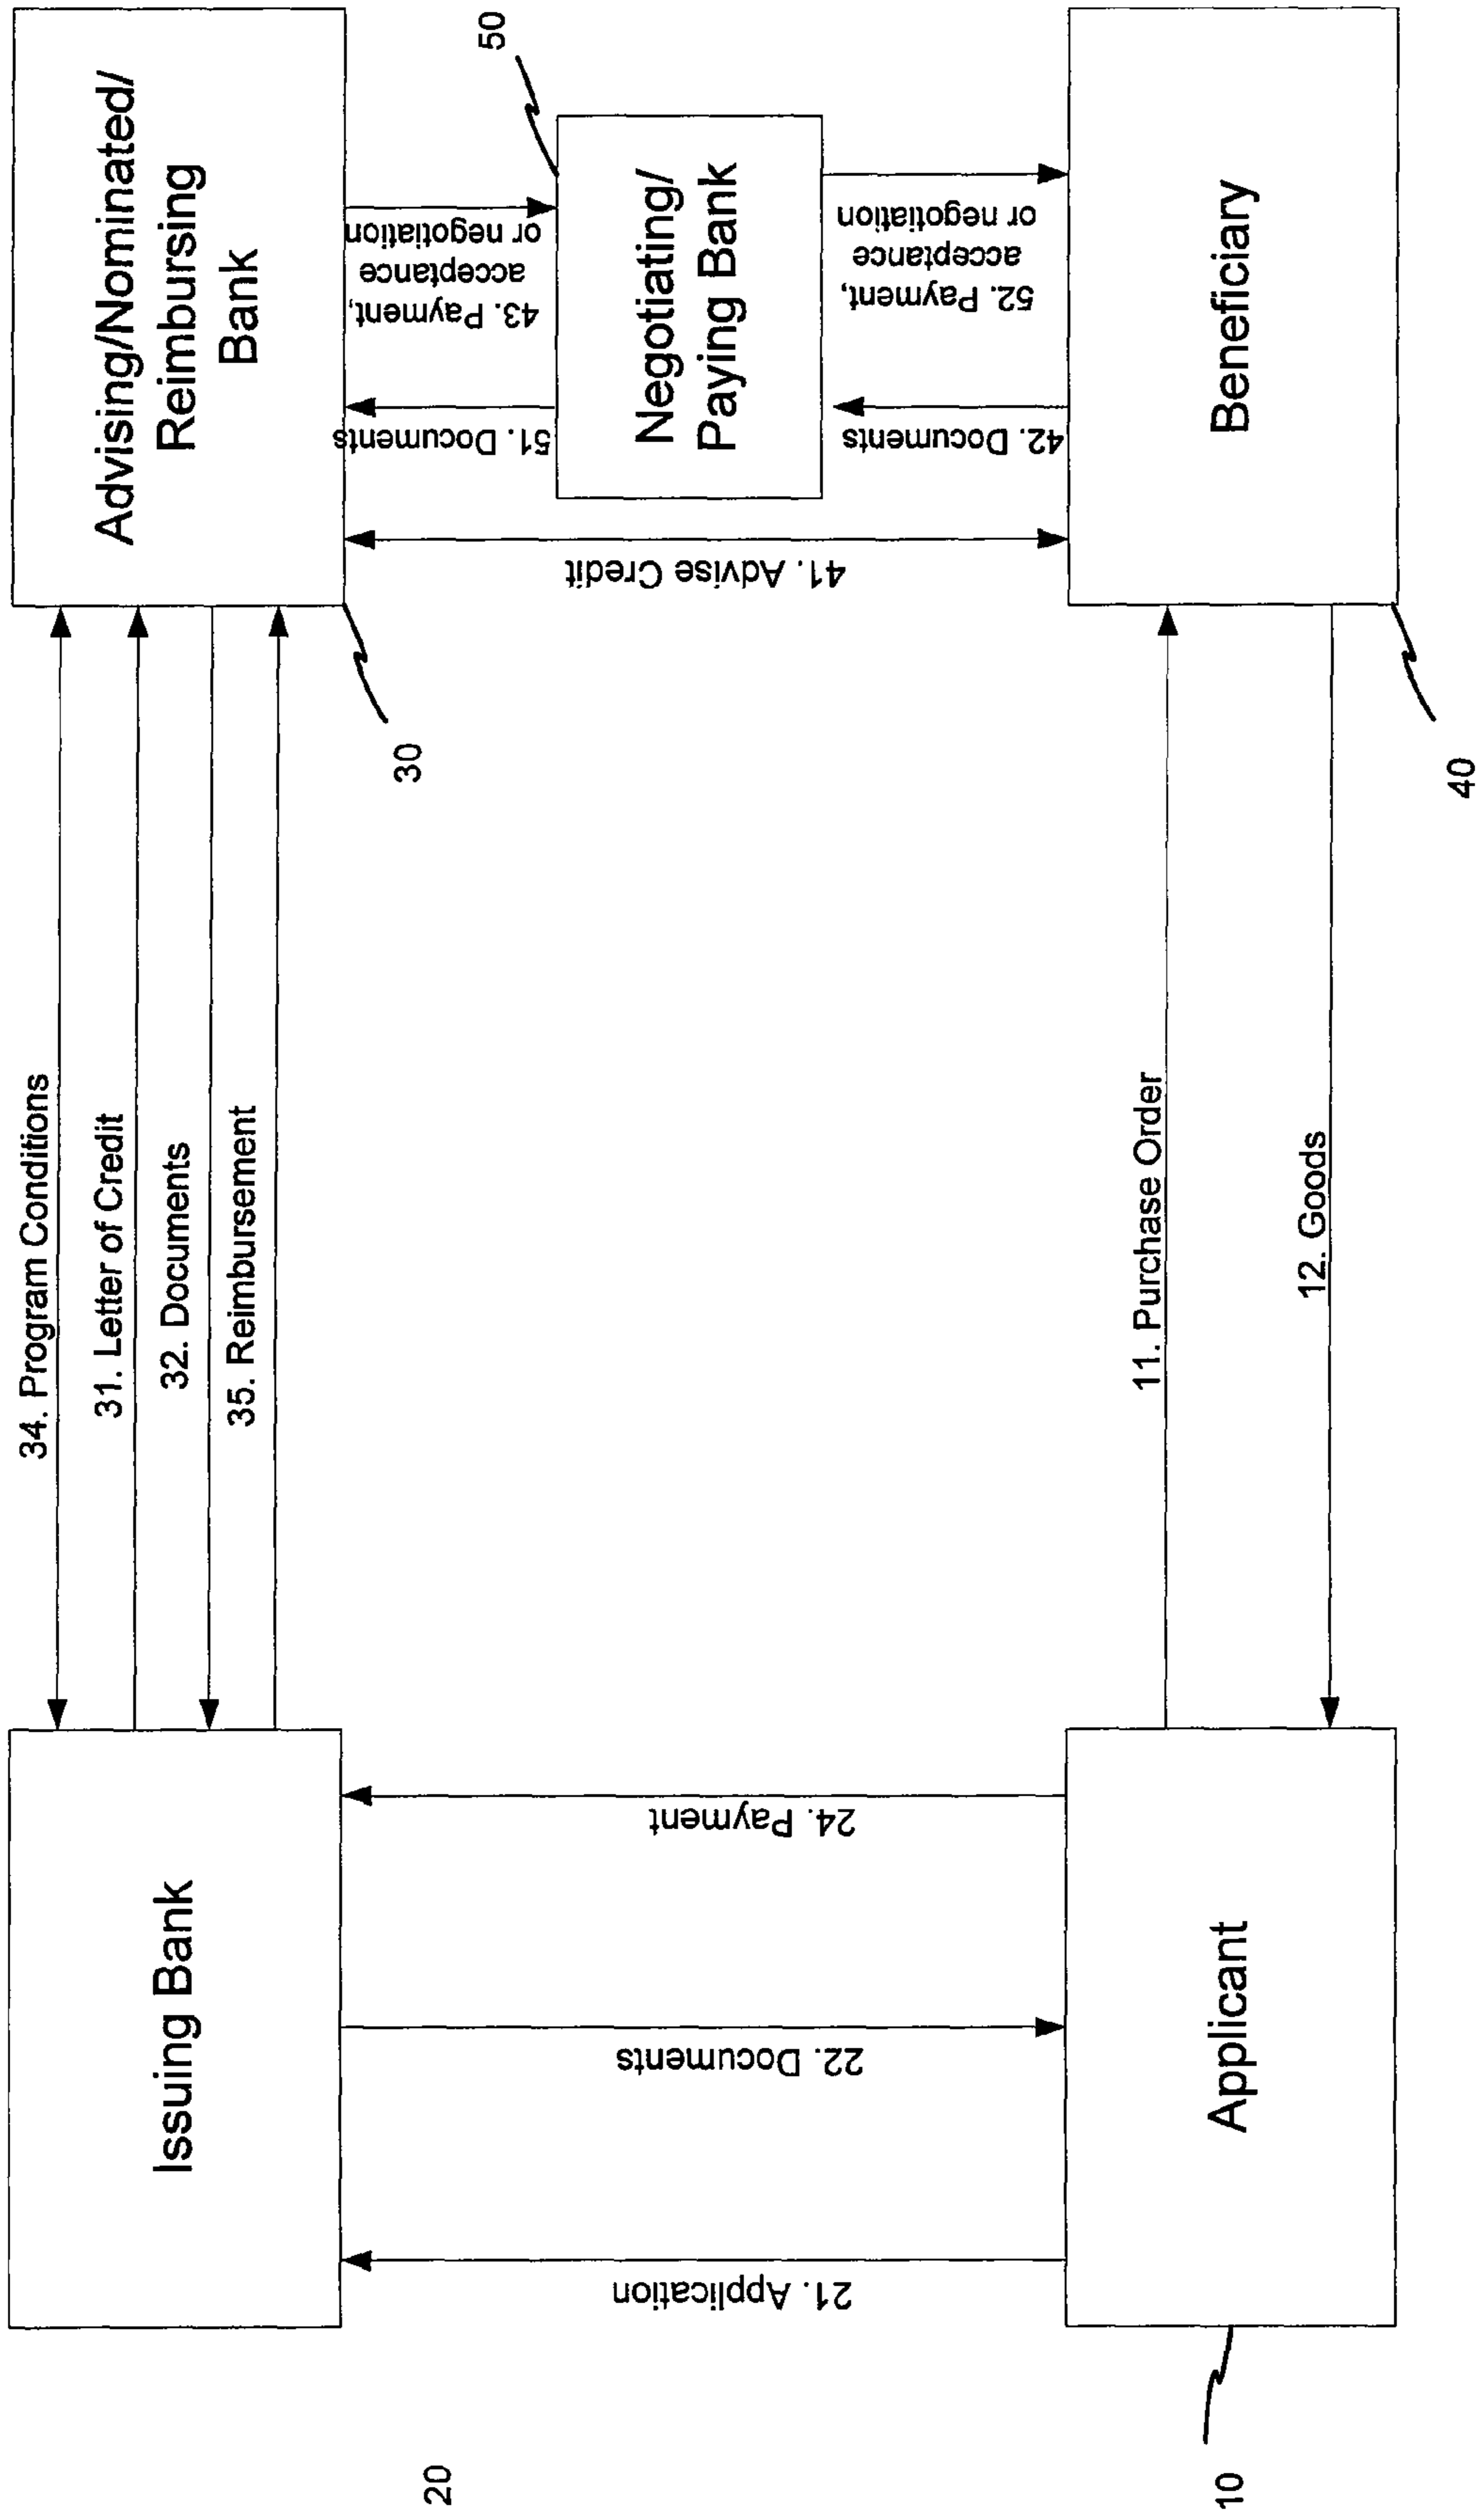 34. Program Conditions
31. Letter of Credit
32. Documents
35. Reimbursement
Issuing Bank
Advising/Nominated/
Reimbursing
Bank
20
30
21. Application
22. Documents
24. Payment
41. Advise Credit
51. Documents
43. Payment,
acceptance
or negotiation
50
Negotiating/
Paying Bank
42. Documents
52. Payment,
acceptance
or negotiation
11. Purchase Order
12. Goods
Applicant
Beneficiary
10
40